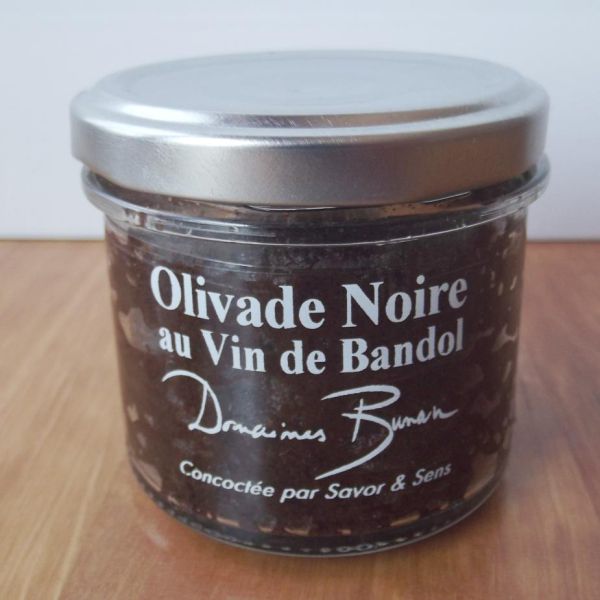 Olivade Noire
au Vin de Bandol
Domaines Bunan
Concoctée par Savor & Sens